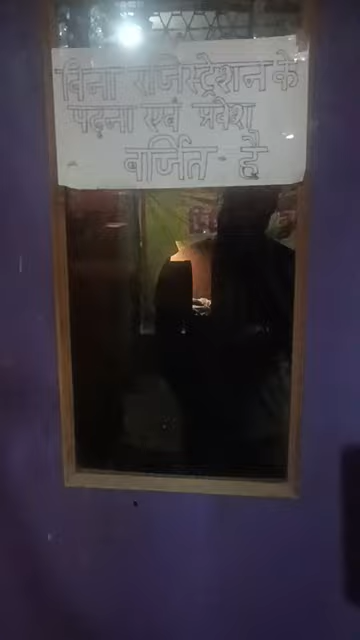 बिना रजिस्ट्रेशन के
पढ़ना एवं प्रवेश
वर्जित - है